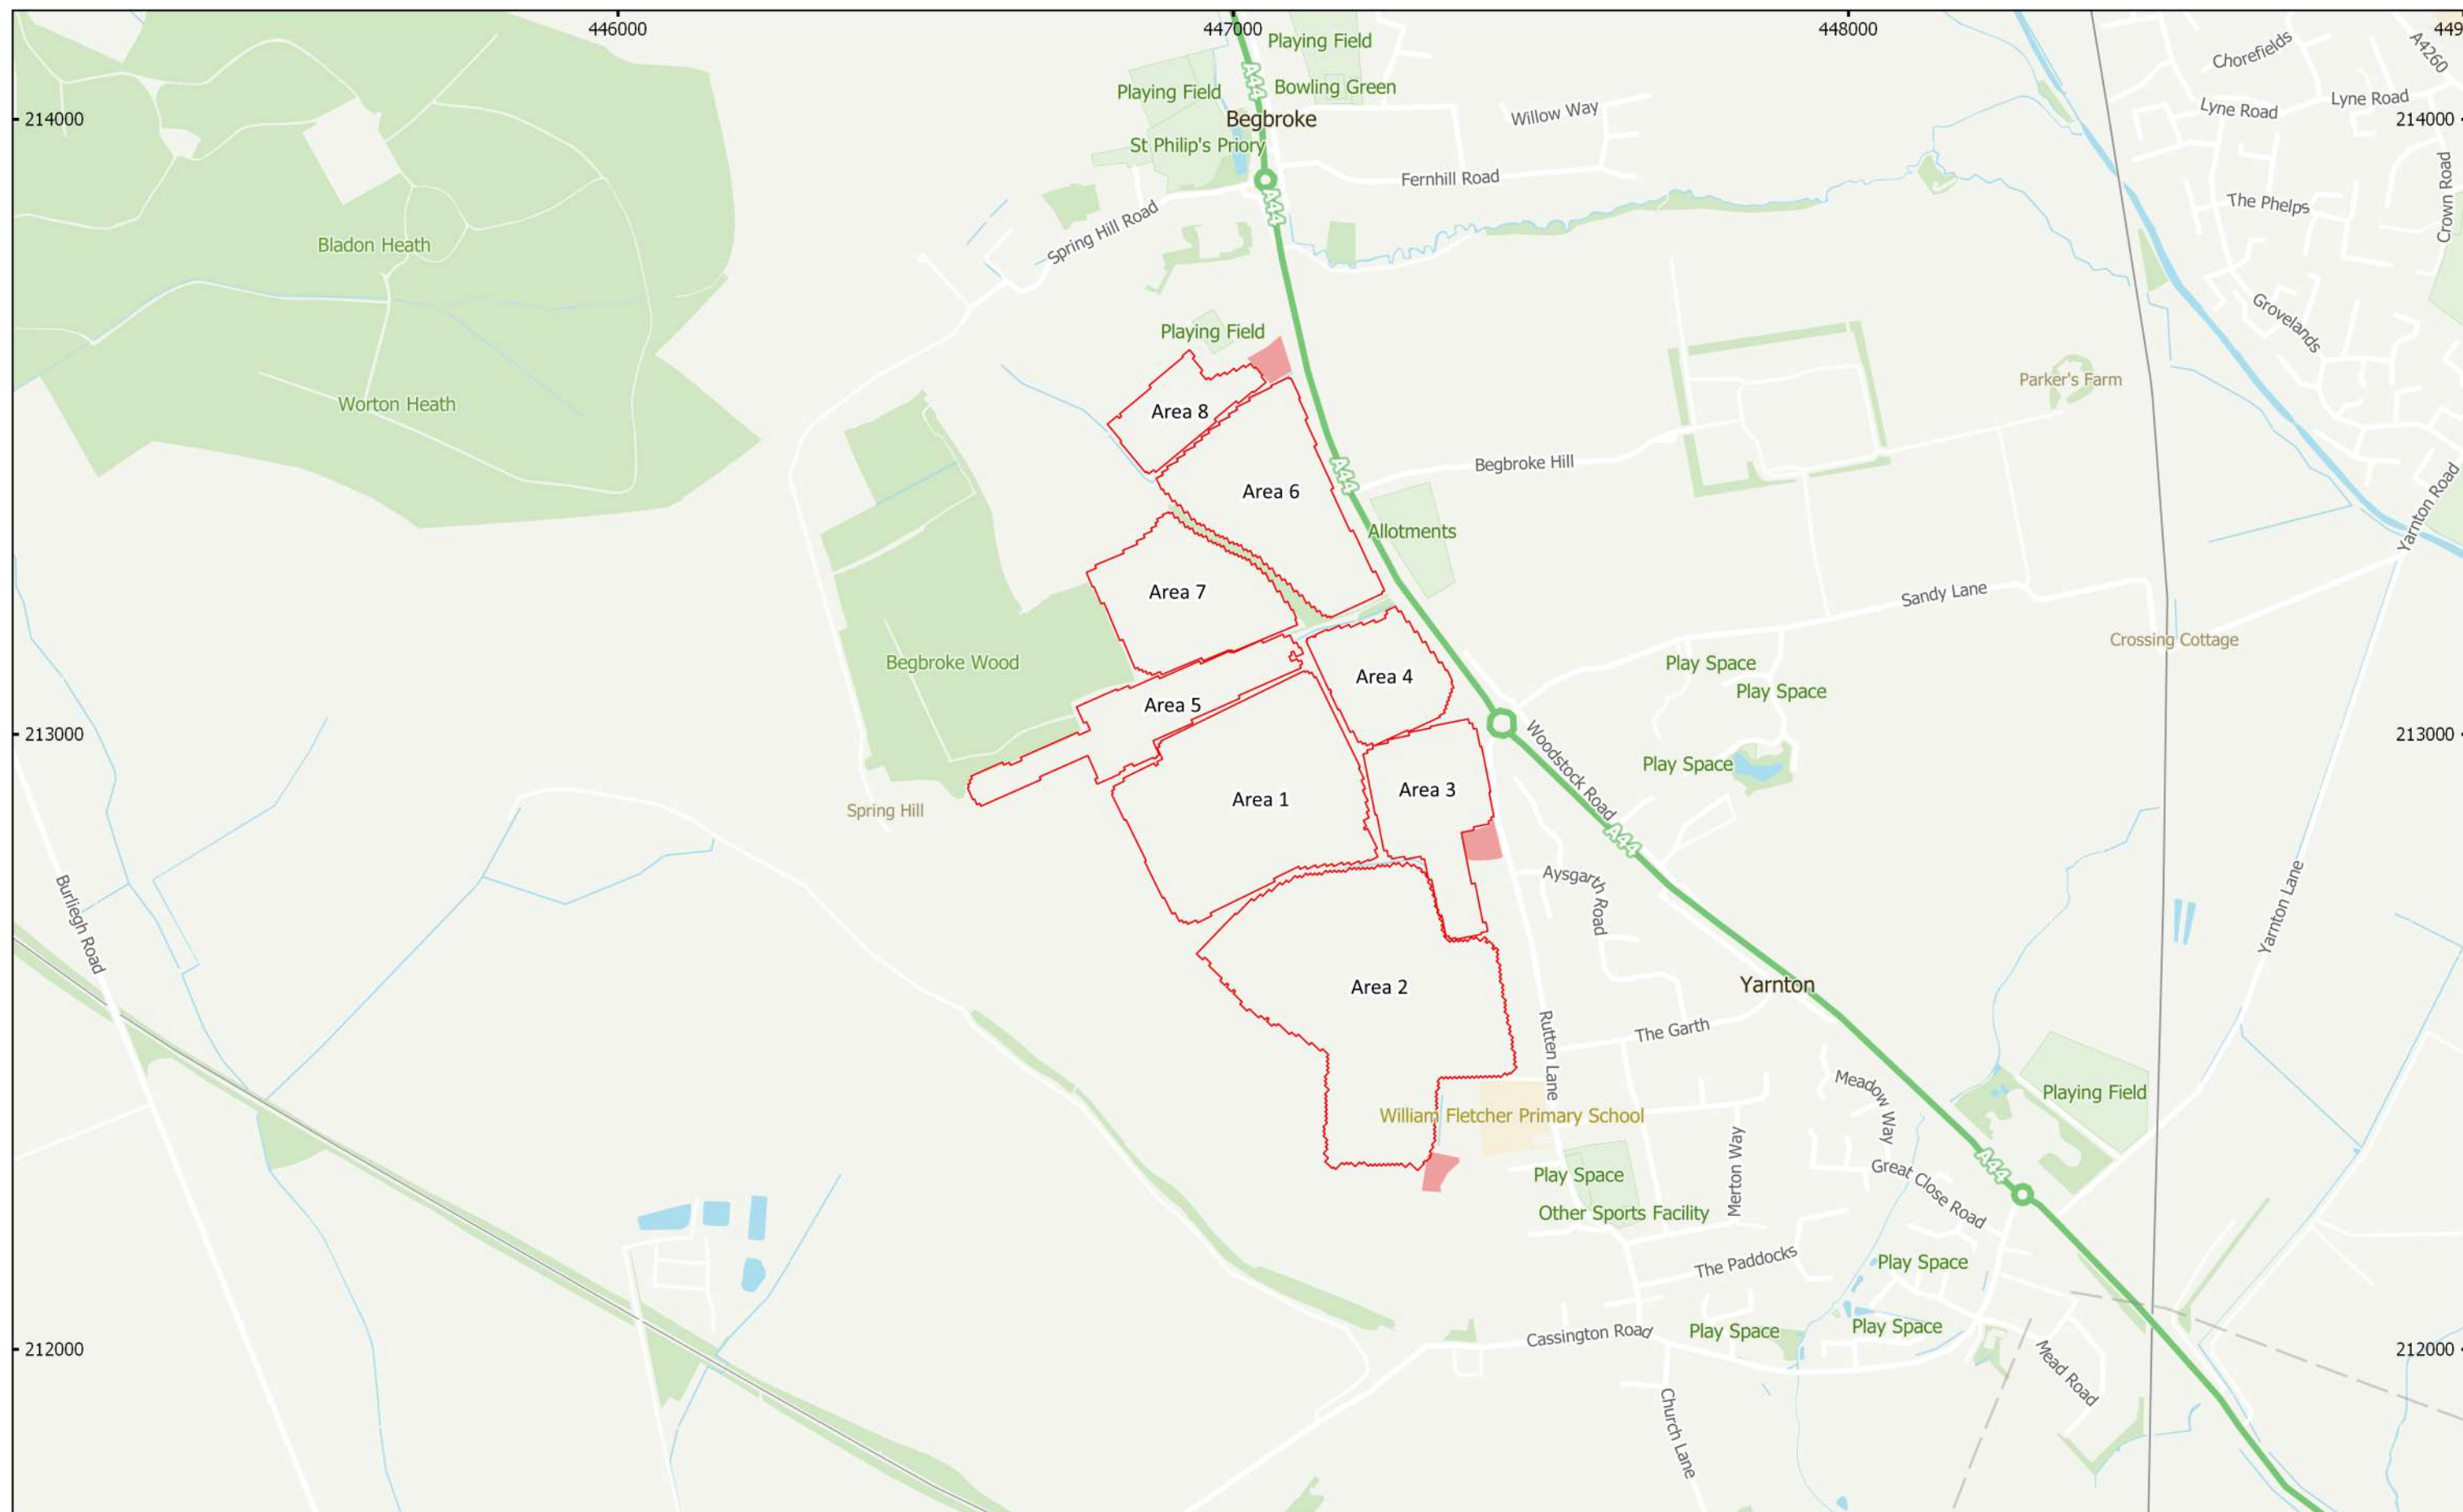 446000
447000
448000
449
Playing Field
Chorefields
A4260
A44
Playing Field
Bowling Green
Lyne Road
Lyne Road
Willow Way
214000
Begbroke
214000
St Philip's Priory
Fernhill Road
Crown Road
A44
The Phelps
Spring Hill Road
Bladon Heath
Grovelands
Playing Field
Parker's Farm
Worton Heath
Area 8
Begbroke Hill
A44
Area 6
Yarnton Road
Allotments
Area 7
Sandy Lane
Crossing Cottage
Begbroke Wood
Play Space
Area 4
Play Space
Area 5
213000
213000
Woodstock Road
Play Space
Area 3
Area 1
Spring Hill
A44
Aysgarth Road
Burliegh Road
Yarnton Lane
Yarnton
Area 2
The Garth
Rutten Lane
Meadow Way
Playing Field
William Fletcher Primary School
Merton Way
A44
Play Space
Great Close Road
Other Sports Facility
The Paddocks
Play Space
Cassington Road
Play Space
Play Space
212000
212000
Mead Road
Church Lane